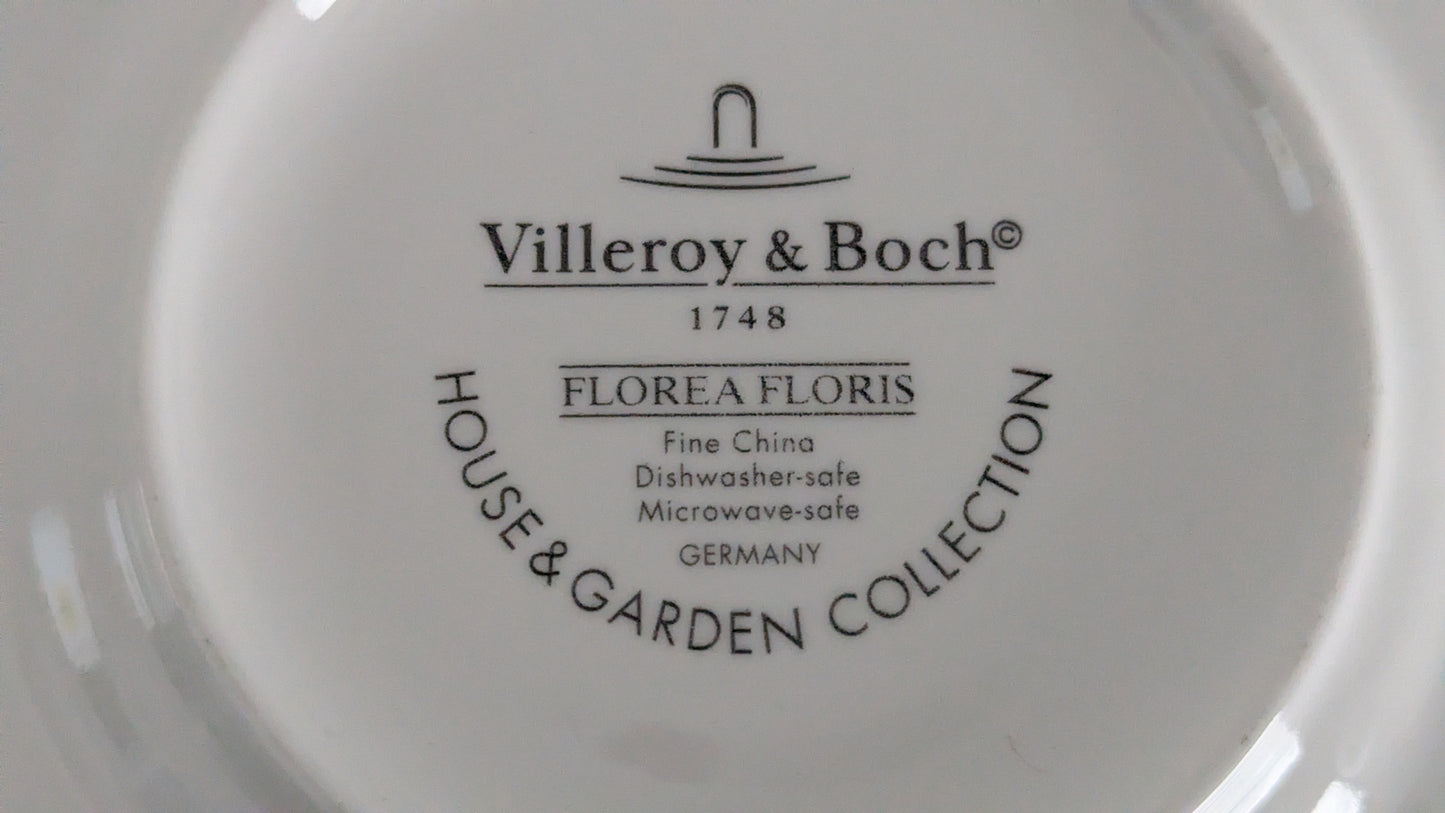 Villeroy & Boch©
1748
FLOREA FLORIS
Fine China
Dishwasher-safe
Microwave-safe
GERMANY
HOUSE & GARDEN COLLECTION